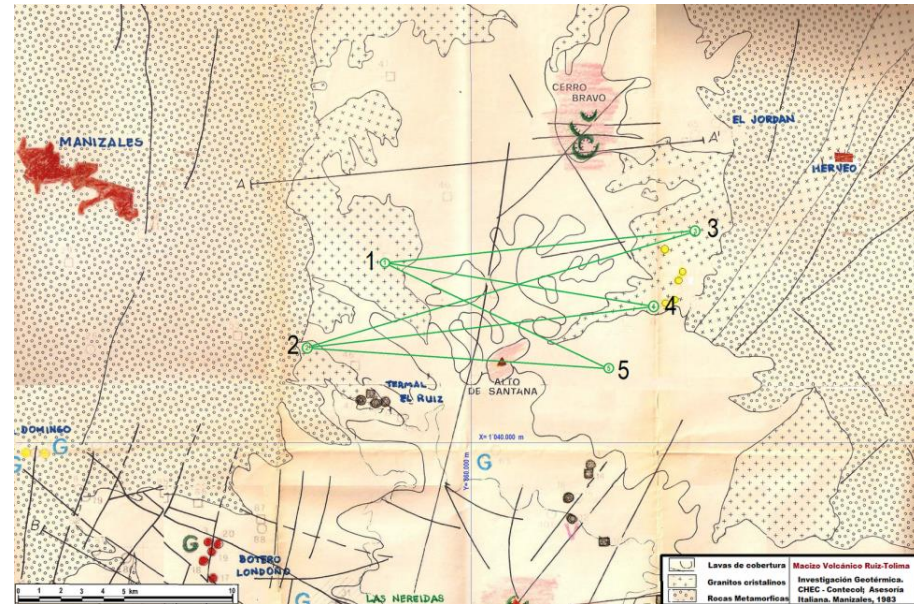 CERRO
BRAVO
EL JORDAN
MANIZALES
HERVEO
A
A'
1
2
3
4
5
TERMAL
EL RUIZ
ALTO
DE SANTANA
DOMINGO
G
X= 1'040.000 m
G
B
G
20
BOTERO
LONDOÑO
V
LAS NEREIDAS
G
0 1 2 3 4 5 km 10
Lavas de cobertura
Granitos cristalinos
Rocas Metamorficas
Macizo Volcánico Ruiz-Tolima
Investigación Geotérmica.
CHEC - Contecol; Asesoría
Italiana. Manizales, 1983